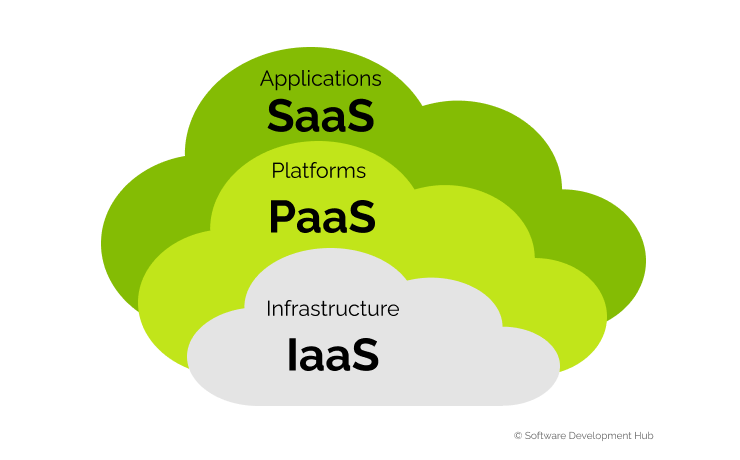 Applications
SaaS
Platforms
PaaS
Infrastructure
IaaS
© Software Development Hub